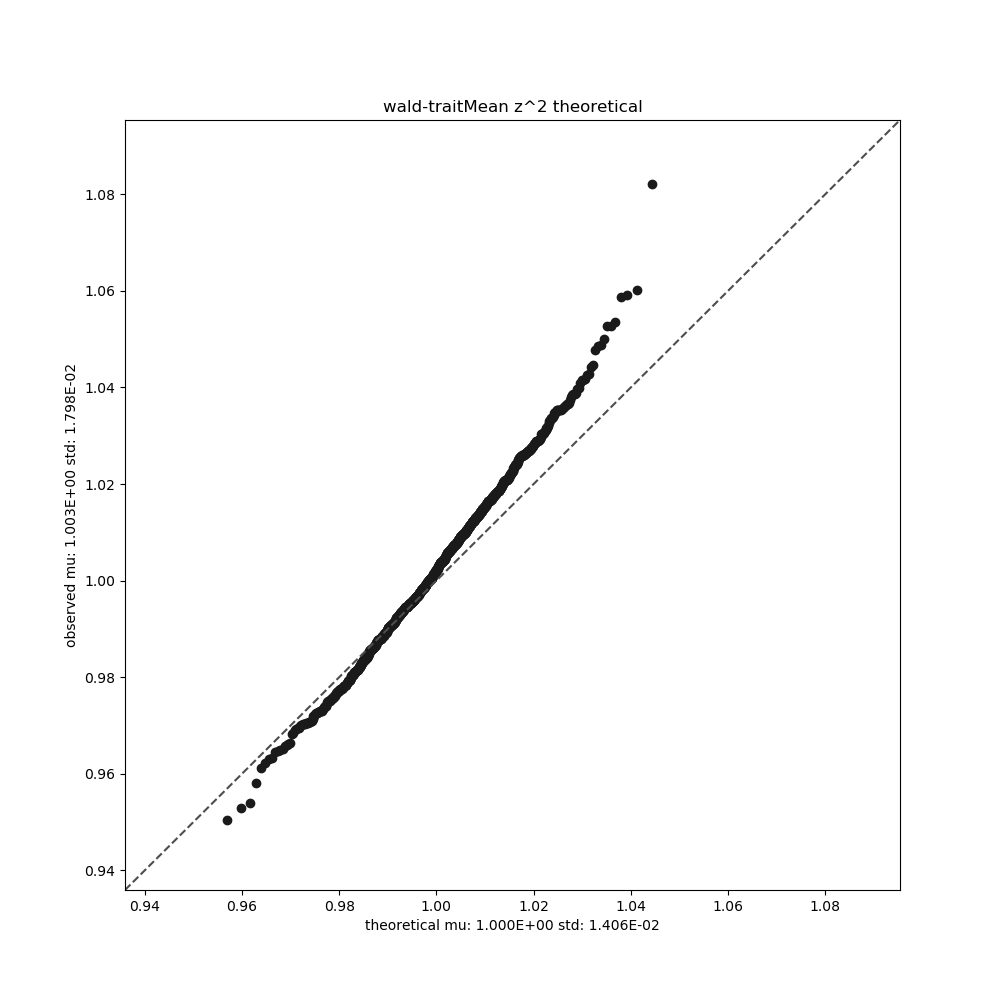 wald-traitMean z^2 theoretical
observed mu: 1.003E+00 std: 1.798E-02
1.08
1.06
1.04
1.02
1.00
0.98
0.96
0.94
0.94 0.96 0.98 1.00 1.02 1.04 1.06 1.08
theoretical mu: 1.000E+00 std: 1.406E-02